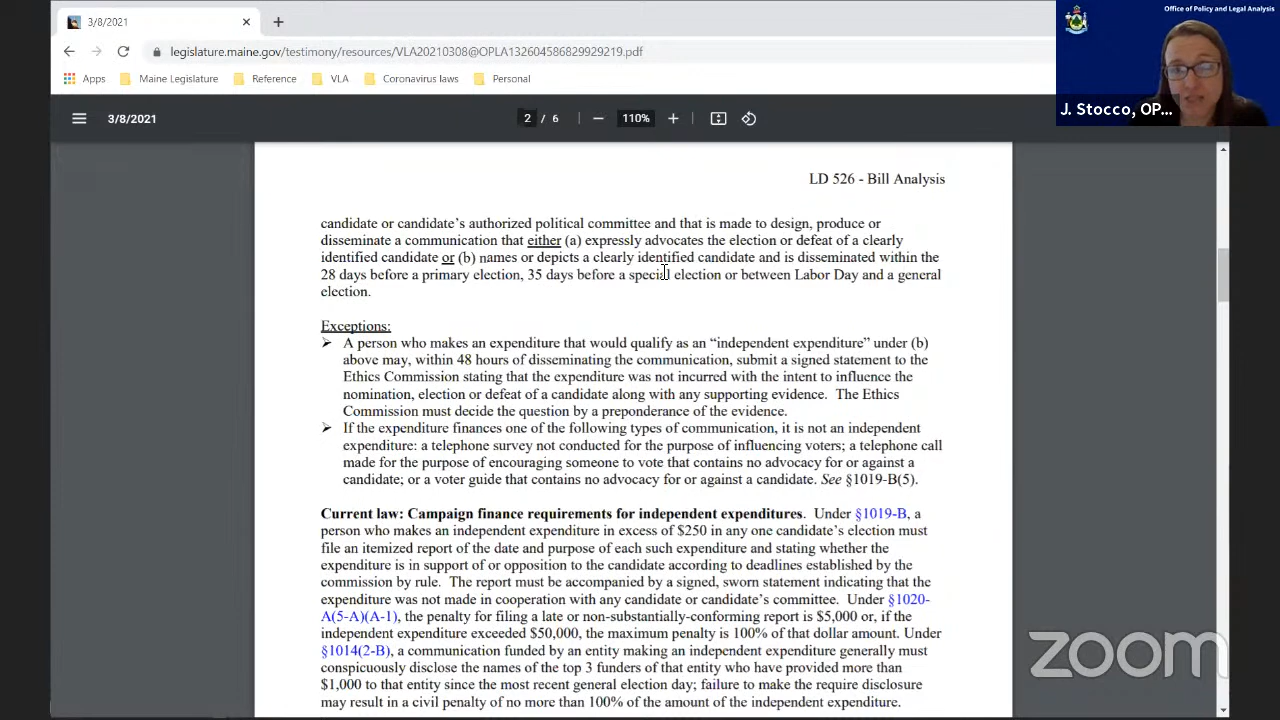 3/8/2021
Office of Policy and Legal Analysis
legislature.maine.gov/testimony/resources/VLA20210308@OPLA132604586829929219.pdf
Apps Maine Legislature Reference VLA Coronavirus laws Personal
J. Stocco, OP...
3/8/2021 2 / 6 110%
LD 526 - Bill Analysis
candidate or candidate's authorized political committee and that is made to design, produce or
disseminate a communication that either (a) expressly advocates the election or defeat of a clearly
identified candidate or (b) names or depicts a clearly identified candidate and is disseminated within the
28 days before a primary election, 35 days before a special election or between Labor Day and a general
election.
Exceptions:
➢ A person who makes an expenditure that would qualify as an "independent expenditure" under (b)
above may, within 48 hours of disseminating the communication, submit a signed statement to the
Ethics Commission stating that the expenditure was not incurred with the intent to influence the
nomination, election or defeat of a candidate along with any supporting evidence. The Ethics
Commission must decide the question by a preponderance of the evidence.
➢ If the expenditure finances one of the following types of communication, it is not an independent
expenditure: a telephone survey not conducted for the purpose of influencing voters; a telephone call
made for the purpose of encouraging someone to vote that contains no advocacy for or against a
candidate; or a voter guide that contains no advocacy for or against a candidate. See §1019-B(5).
Current law: Campaign finance requirements for independent expenditures. Under §1019-B, a
person who makes an independent expenditure in excess of $250 in any one candidate's election must
file an itemized report of the date and purpose of each such expenditure and stating whether the
expenditure is in support of or opposition to the candidate according to deadlines established by the
commission by rule. The report must be accompanied by a signed, sworn statement indicating that the
expenditure was not made in cooperation with any candidate or candidate's committee. Under §1020-
A(5-A)(A-1), the penalty for filing a late or non-substantially-conforming report is $5,000 or, if the
independent expenditure exceeded $50,000, the maximum penalty is 100% of that dollar amount. Under
§1014(2-B), a communication funded by an entity making an independent expenditure generally must
conspicuously disclose the names of the top 3 funders of that entity who have provided more than
$1,000 to that entity since the most recent general election day; failure to make the require disclosure
may result in a civil penalty of no more than 100% of the amount of the independent expenditure.
zoom